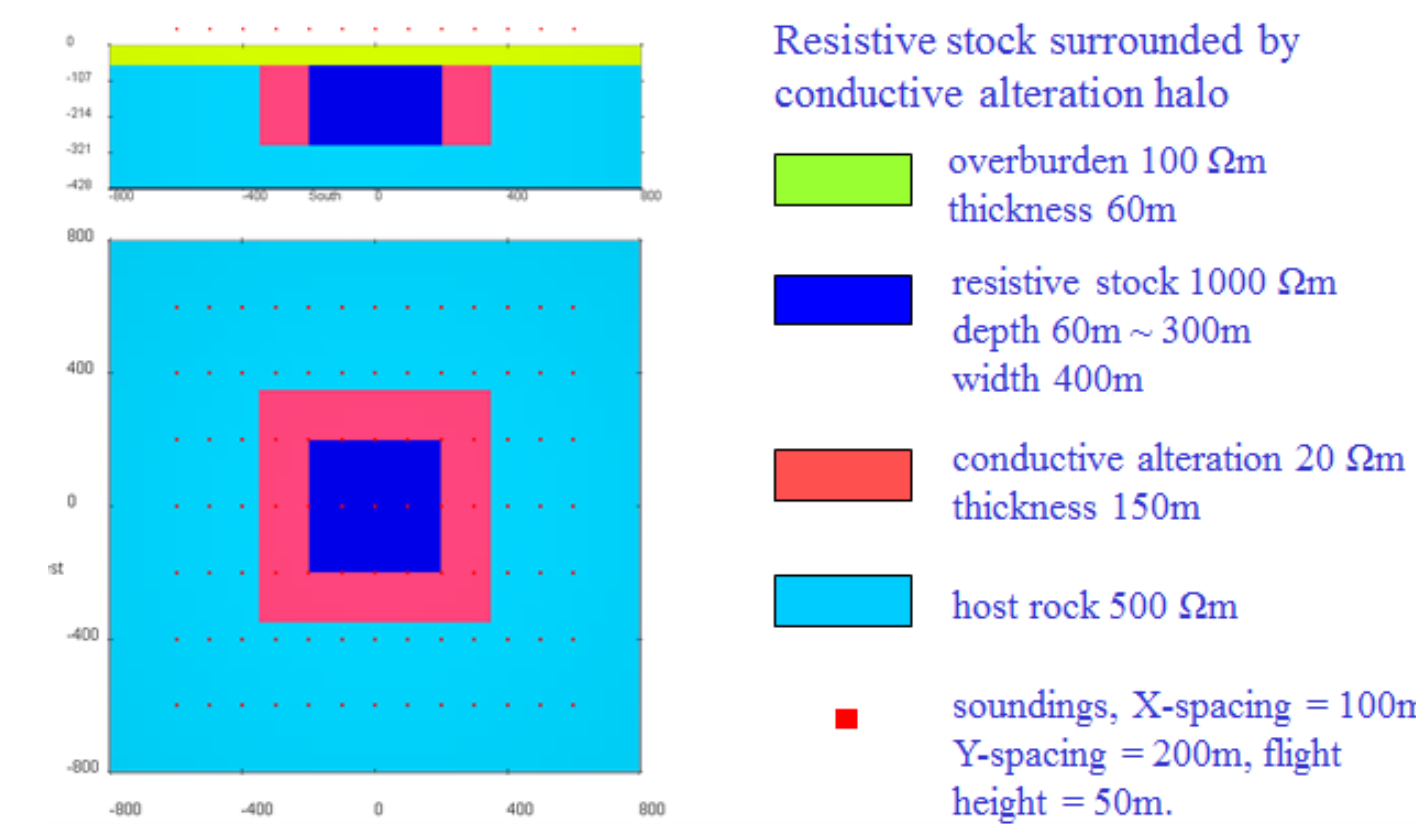 0
-107
-214
-321
-428
-800
-400
South
0
400
800
800
400
0
st
-400
-800
-800
-400
0
400
800
Resistive stock surrounded by
conductive alteration halo
overburden 100 Ωm
thickness 60m
resistive stock 1000 Ωm
depth 60m ~ 300m
width 400m
conductive alteration 20 Ωm
thickness 150m
host rock 500 Ωm
soundings, X-spacing = 100m
Y-spacing = 200m, flight
height = 50m.